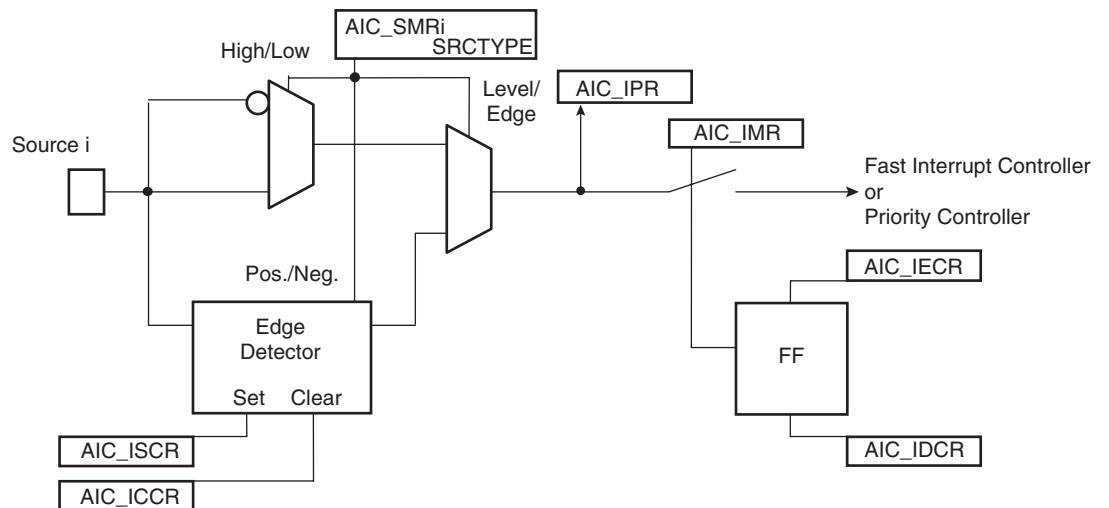 AIC_SMRi
SRCTYPE
High/Low
Level/
Edge
AIC_IPR
AIC_IMR
Source i
Fast Interrupt Controller
or
Priority Controller
AIC_IECR
Pos./Neg.
Edge
Detector
FF
Set Clear
AIC_ISCR
AIC_IDCR
AIC_ICCR